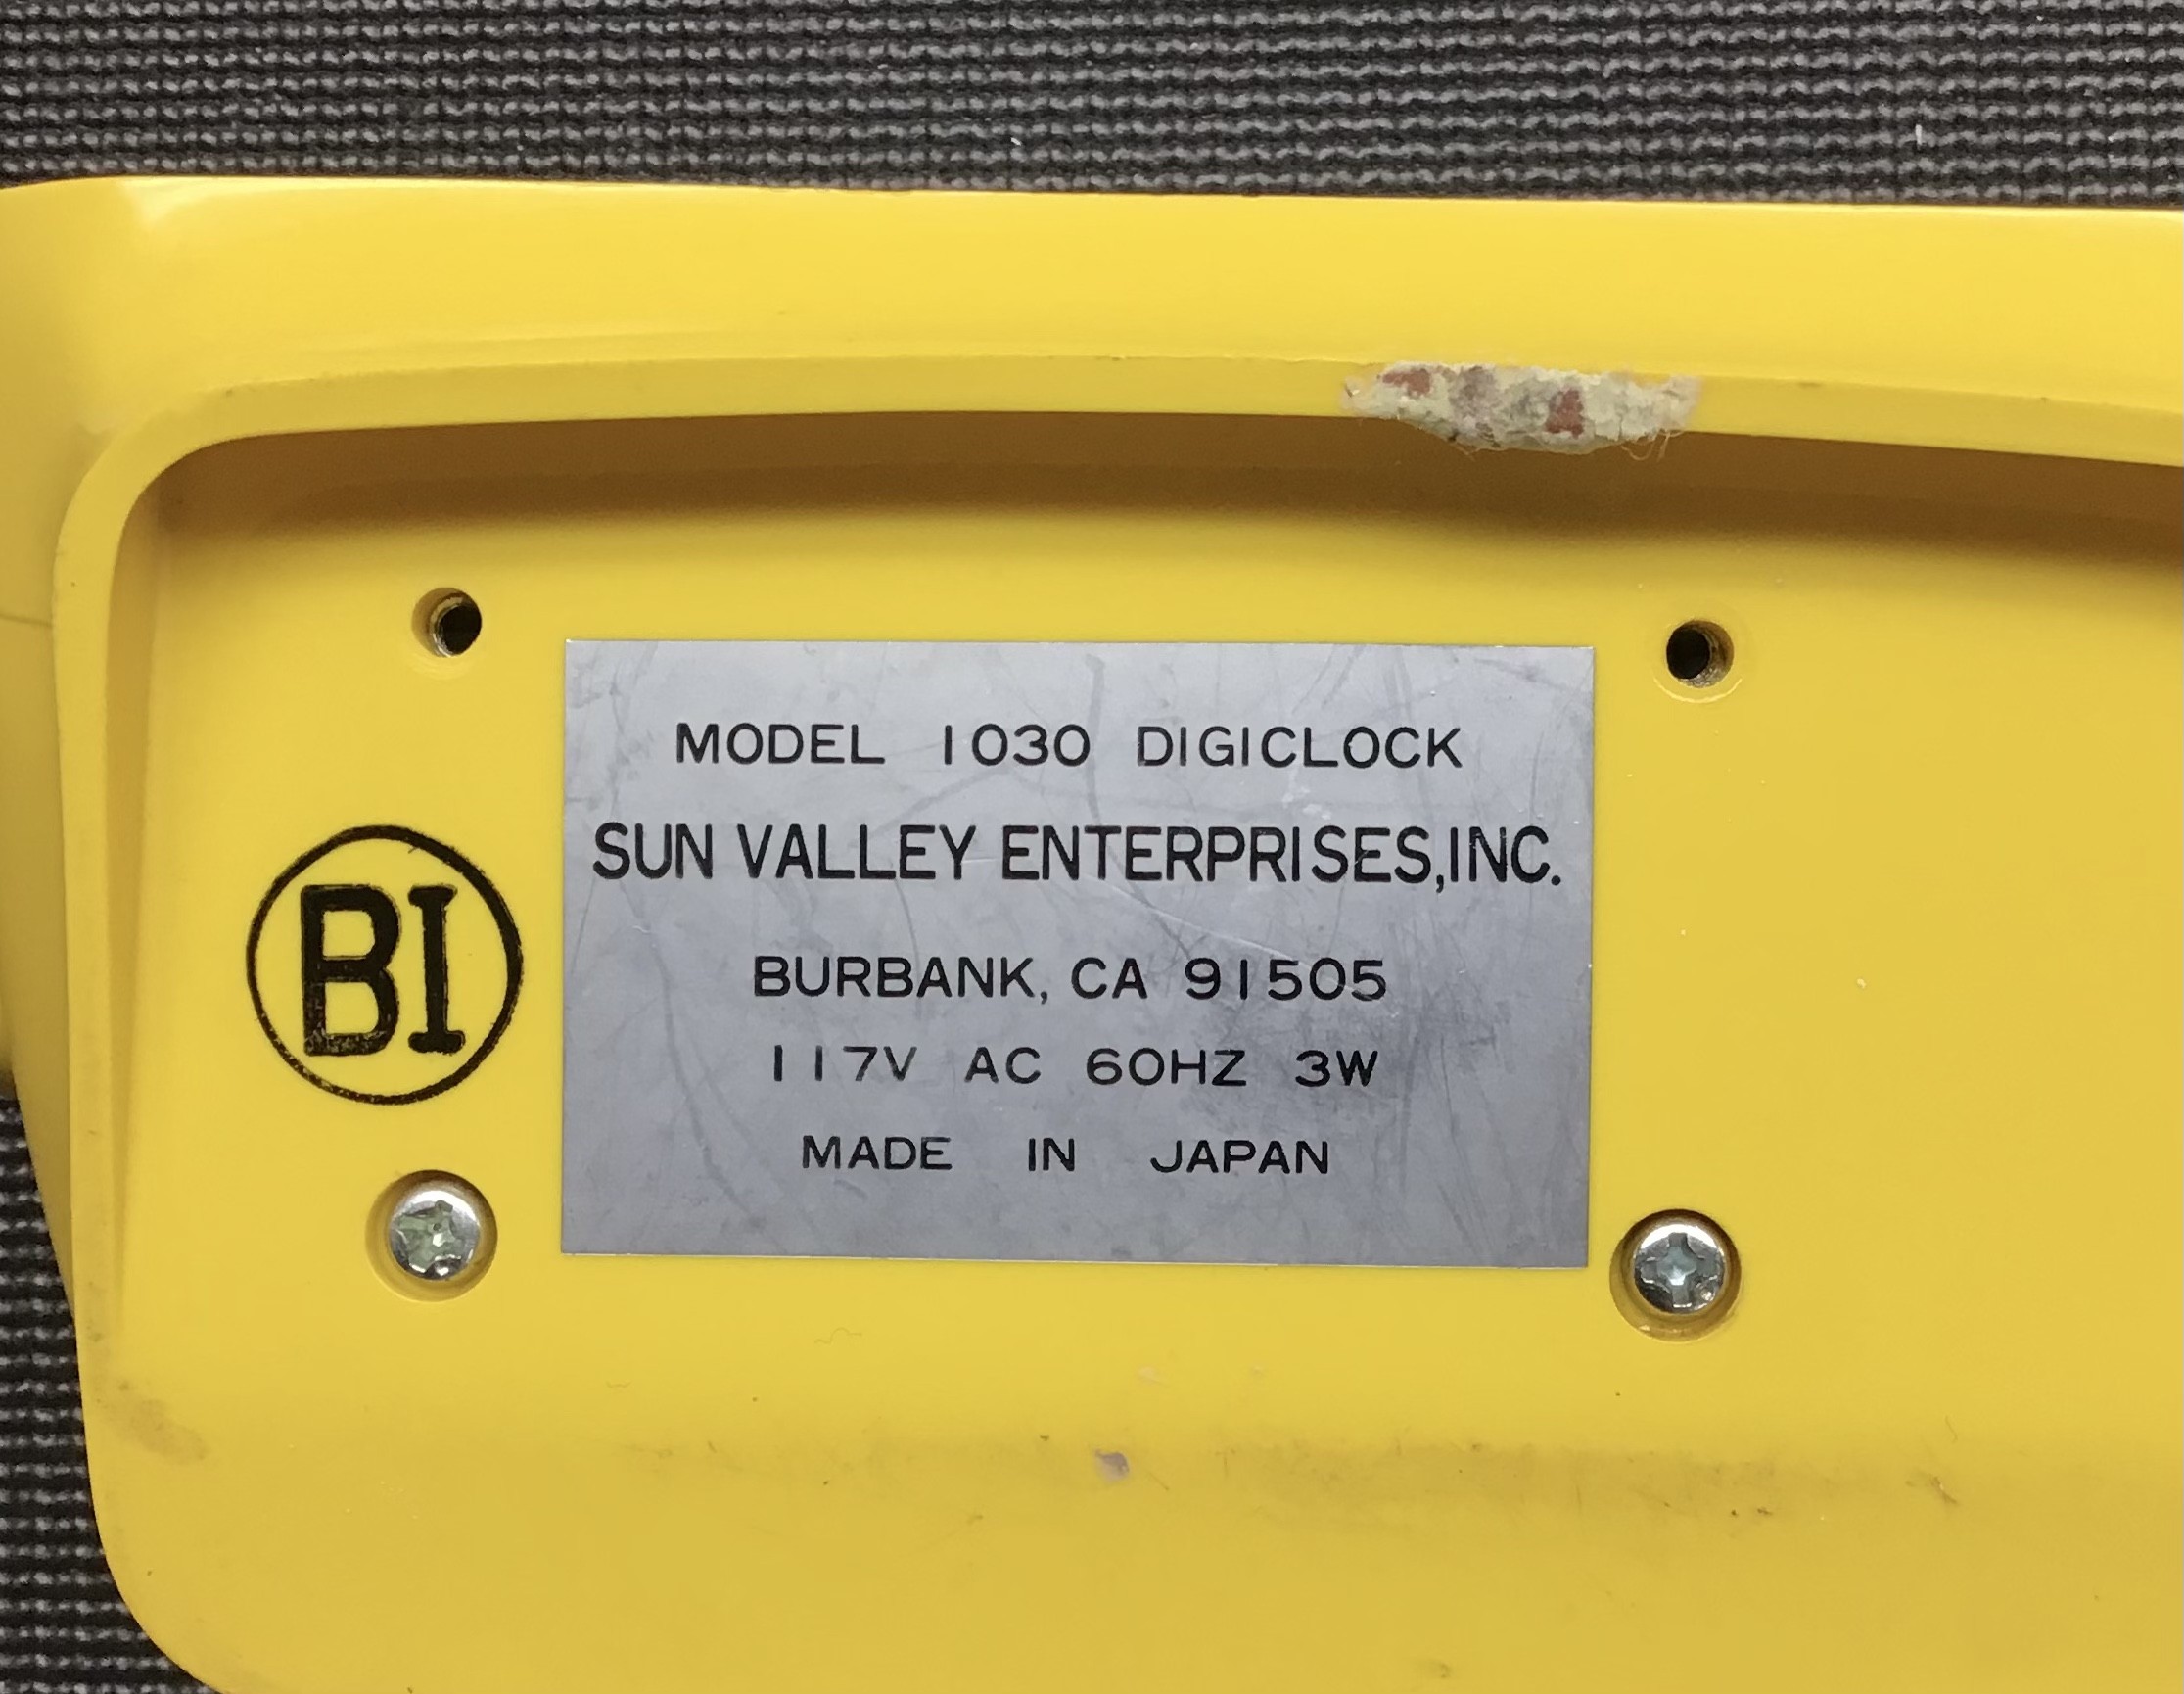 MODEL 1030 DIGICLOCK
SUN VALLEY ENTERPRISES,INC.
BURBANK, CA 91505
117V AC 60HZ 3W
MADE IN JAPAN
BI